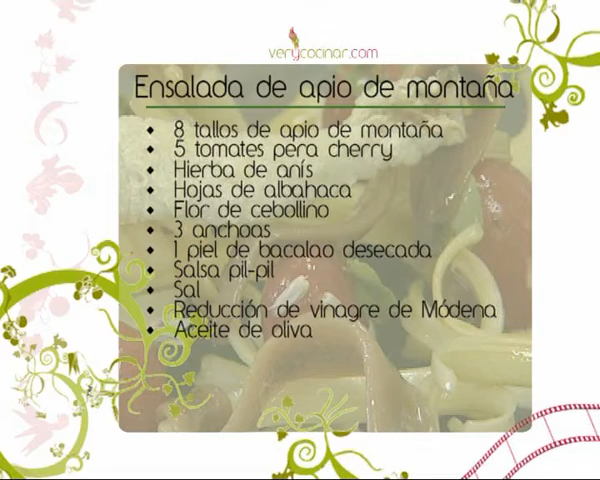 verycocinar.com
Ensalada de apio de montaña
8 tallos de apio de montaña
5 tomates pera cherry
Hierba de anís
Hojas de albahaca
Flor de cebollino
3 anchoas
1 piel de bacalao desecada
Salsa pil-pil
Sal
Reducción de vinagre de Módena
Aceite de oliva